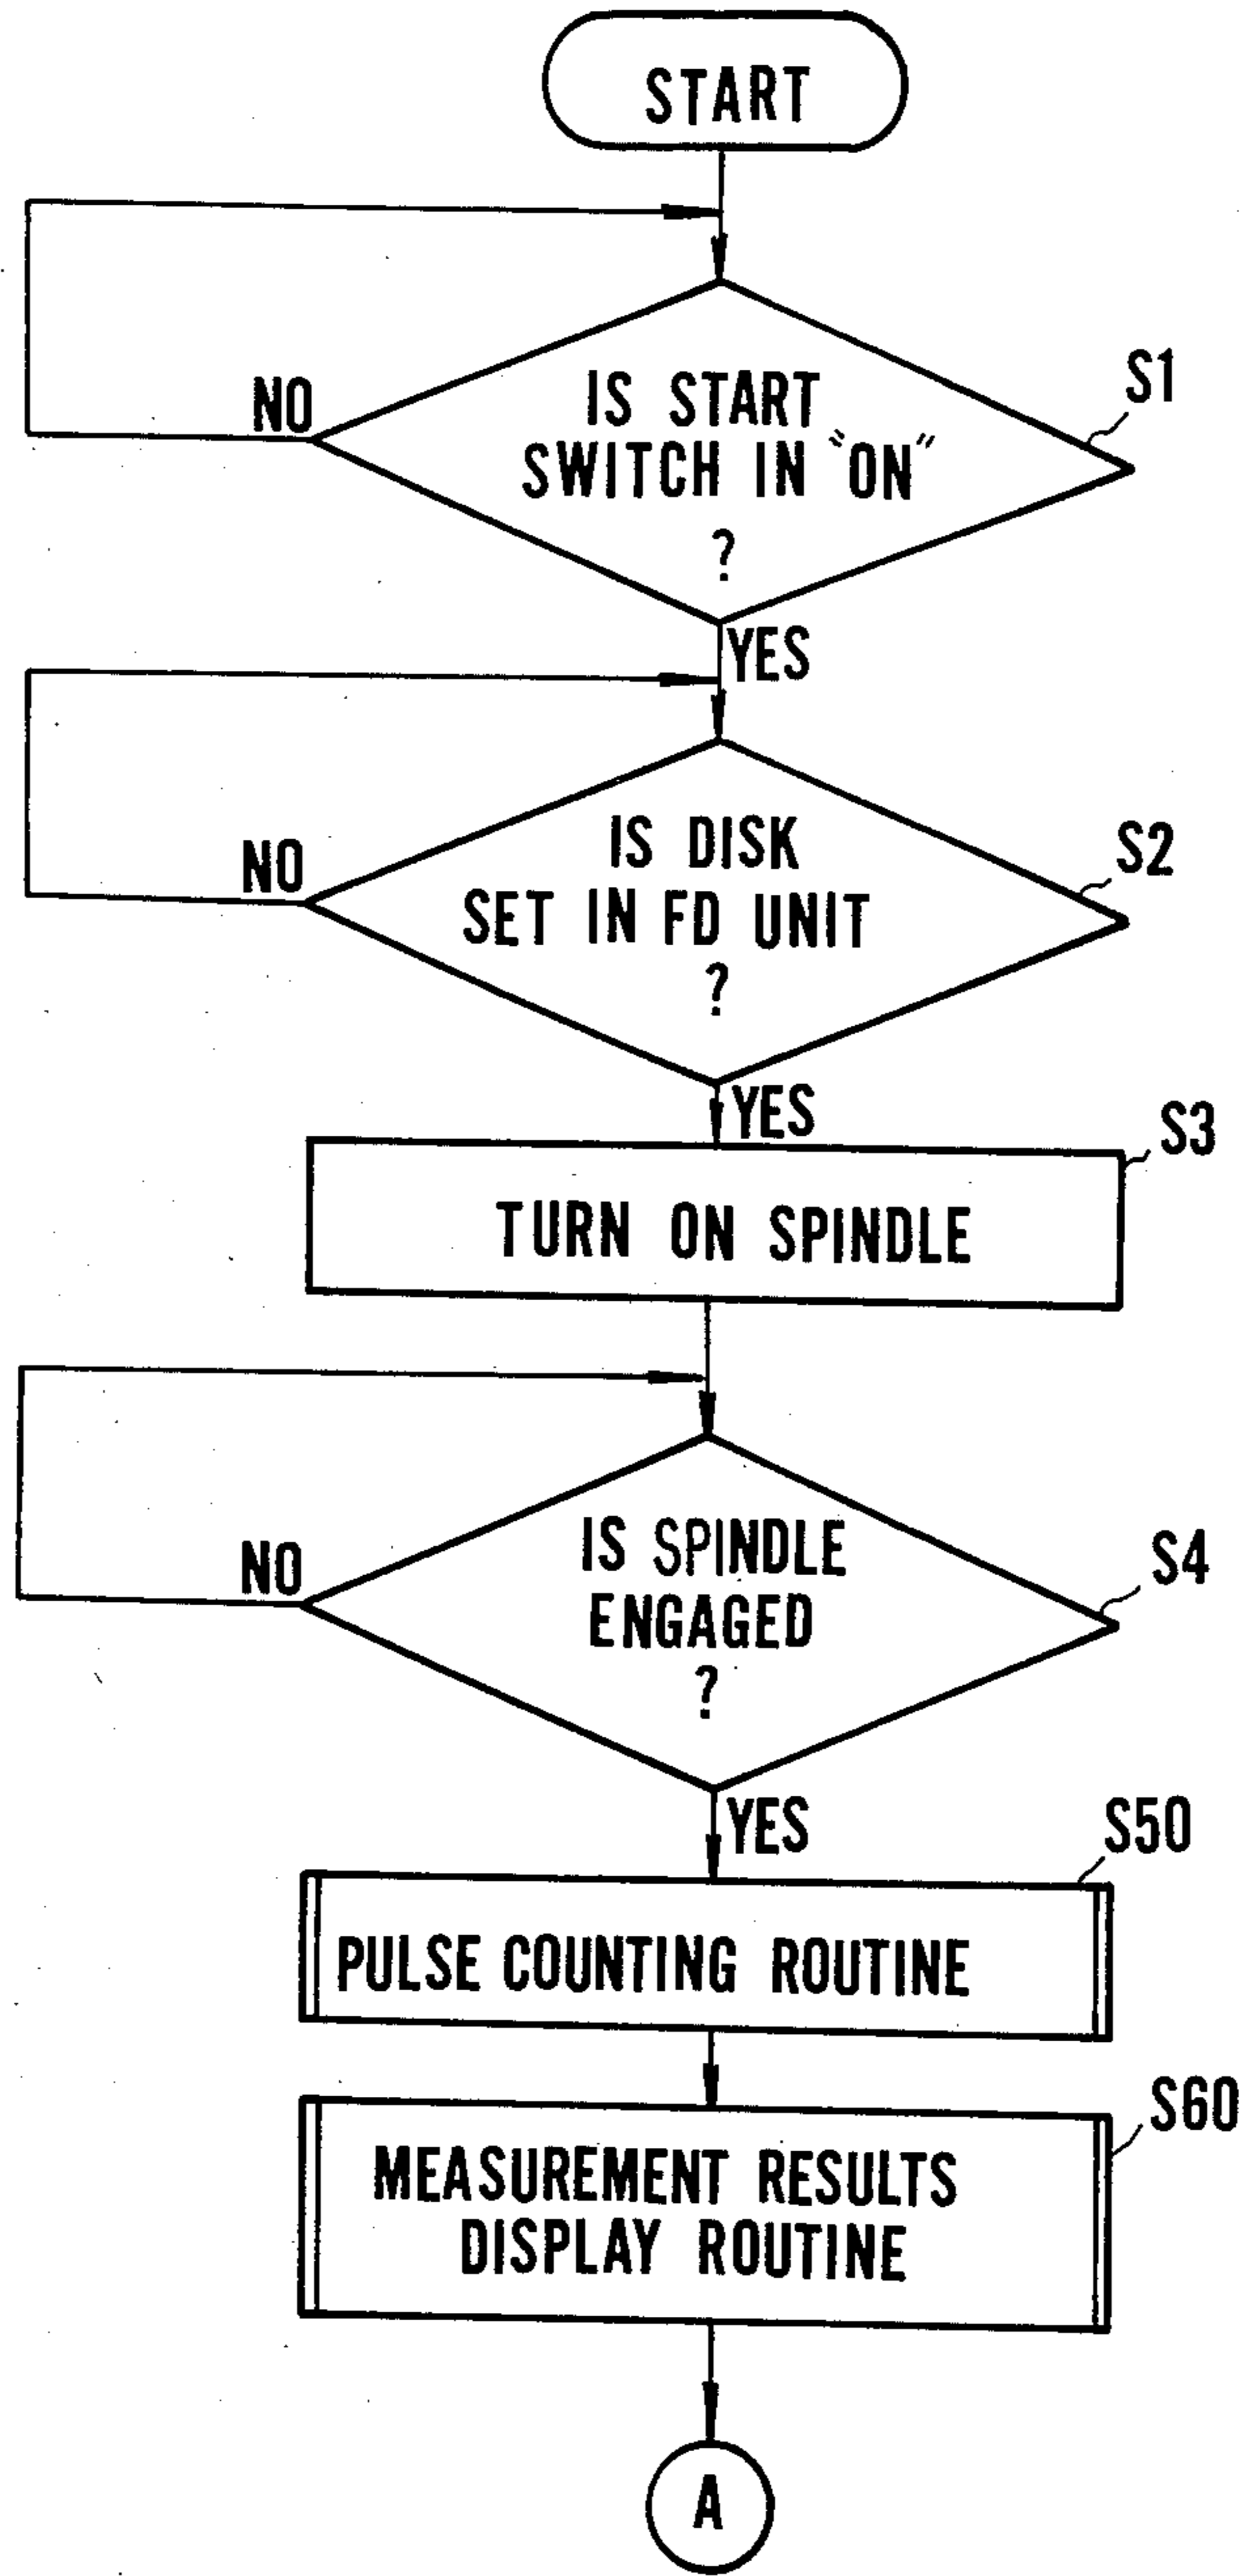 START
S1
IS START
NO
SWITCH IN "ON"
?
YES
S2
IS DISK
NO
SET IN FD UNIT
?
YES
S3
TURN ON SPINDLE
S4
IS SPINDLE
NO
ENGAGED
?
YES
S50
PULSE COUNTING ROUTINE
S60
MEASUREMENT RESULTS
DISPLAY ROUTINE
A